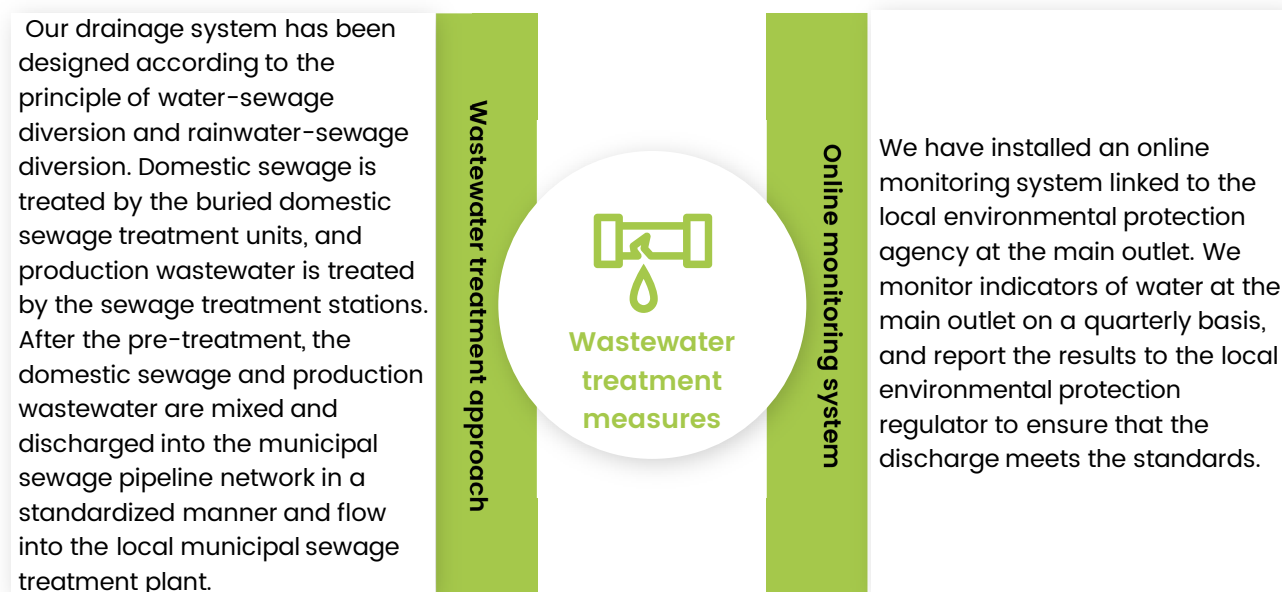 Our drainage system has been
designed according to the
principle of water-sewage
diversion and rainwater-sewage
diversion. Domestic sewage is
treated by the buried domestic
sewage treatment units, and
production wastewater is treated
by the sewage treatment stations.
After the pre-treatment, the
domestic sewage and production
wastewater are mixed and
discharged into the municipal
sewage pipeline network in a
standardized manner and flow
into the local municipal sewage
treatment plant.
Wastewater treatment approach
Wastewater
treatment
measures
Online monitoring system
We have installed an online
monitoring system linked to the
local environmental protection
agency at the main outlet. We
monitor indicators of water at the
main outlet on a quarterly basis,
and report the results to the local
environmental protection
regulator to ensure that the
discharge meets the standards.